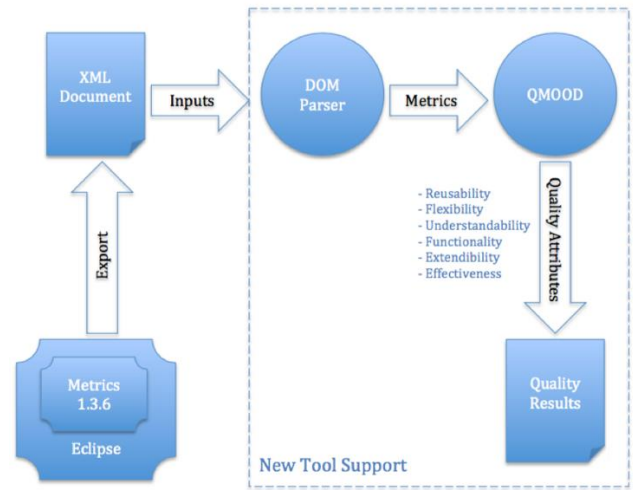 XML
Document
Inputs
DOM
Parser
Metrics
QMOOD
Export
- Reusability
- Flexibility
- Understandability
- Functionality
- Extendibility
- Effectiveness
Quality Attributes
Metrics
1.3.6
Eclipse
Quality
Results
New Tool Support